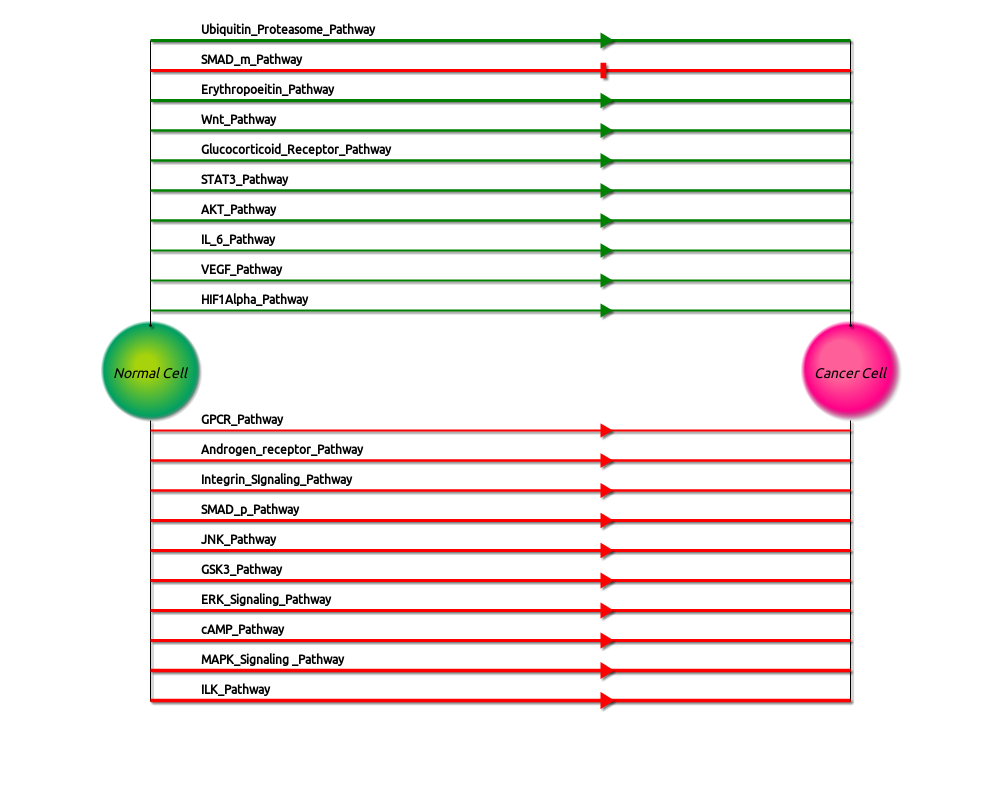 Ubiquitin_Proteasome_Pathway
SMAD_m_Pathway
Erythropoeitin_Pathway
Wnt_Pathway
Glucocorticoid_Receptor_Pathway
STAT3_Pathway
AKT_Pathway
IL_6_Pathway
VEGF_Pathway
HIF1Alpha_Pathway
Normal Cell
Cancer Cell
GPCR_Pathway
Androgen_receptor_Pathway
Integrin_SIgnaling_Pathway
SMAD_p_Pathway
JNK_Pathway
GSK3_Pathway
ERK_Signaling_Pathway
cAMP_Pathway
MAPK_Signaling _Pathway
ILK_Pathway